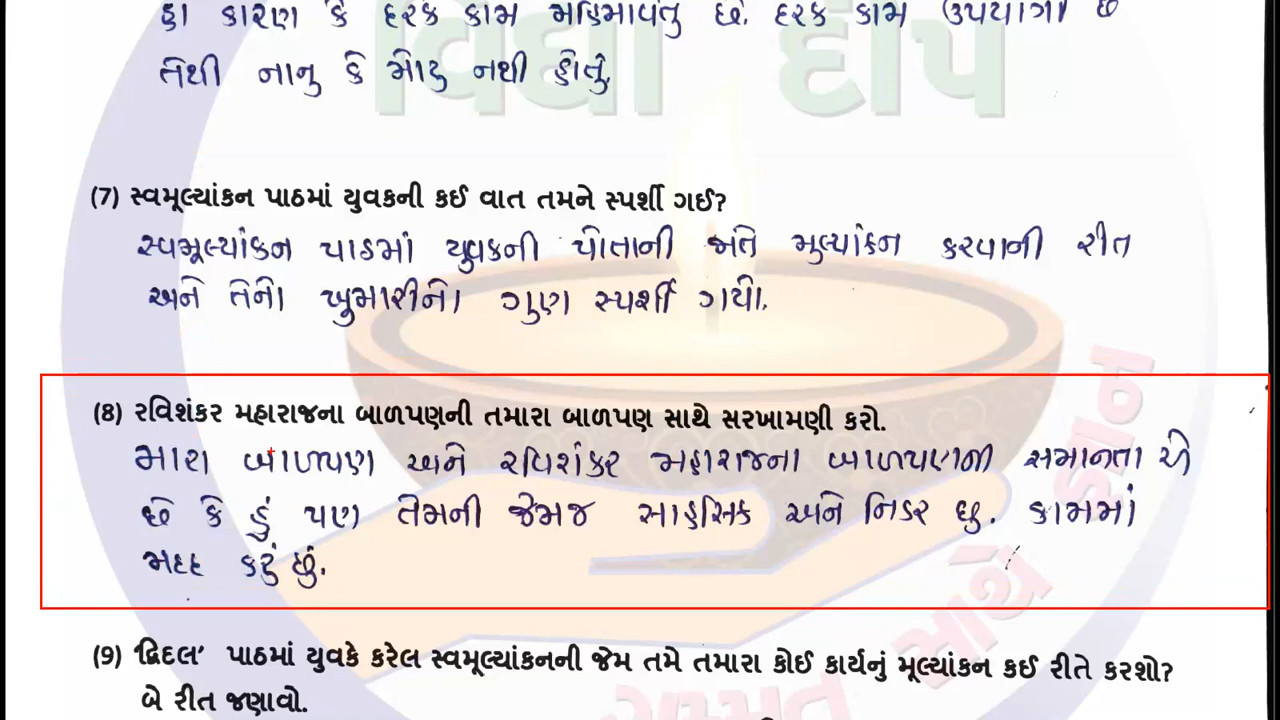 હા કારણ કે દરેક કામ મહિમાવંતુ છે. દરેક કામ ઉપયોગી છે
તેથી નાનુ કે મોટુ નથી હોતું.
વિદ્યા દીપ
(7) સ્વમૂલ્યાંકન પાઠમાં યુવકની કઈ વાત તમને સ્પર્શી ગઈ?
સ્વમૂલ્યાંકન પાઠમાં યુવકની પોતાની જાતે મુલ્યાંકન કરવાની રીત
અને તેનો ખુમારીનો ગુણ સ્પર્શી ગયો.
(8) રવિશંકર મહારાજના બાળપણની તમારા બાળપણ સાથે સરખામણી કરો.
મારા બાળપણ અને રવિશંકર મહારાજના બાળપણની સમાનતા એ
છે કે હું પણ તેમની જેમજ સાહસિક અને નિડર છુ. કામમાં
મદદ કરું છું.
(9) ‘દ્વિદલ’ પાઠમાં યુવકે કરેલ સ્વમૂલ્યાંકનની જેમ તમે તમારા કોઈ કાર્યનું મૂલ્યાંકન કઈ રીતે કરશો?
બે રીત જણાવો.
ગમ્મત સાથે જ્ઞાન